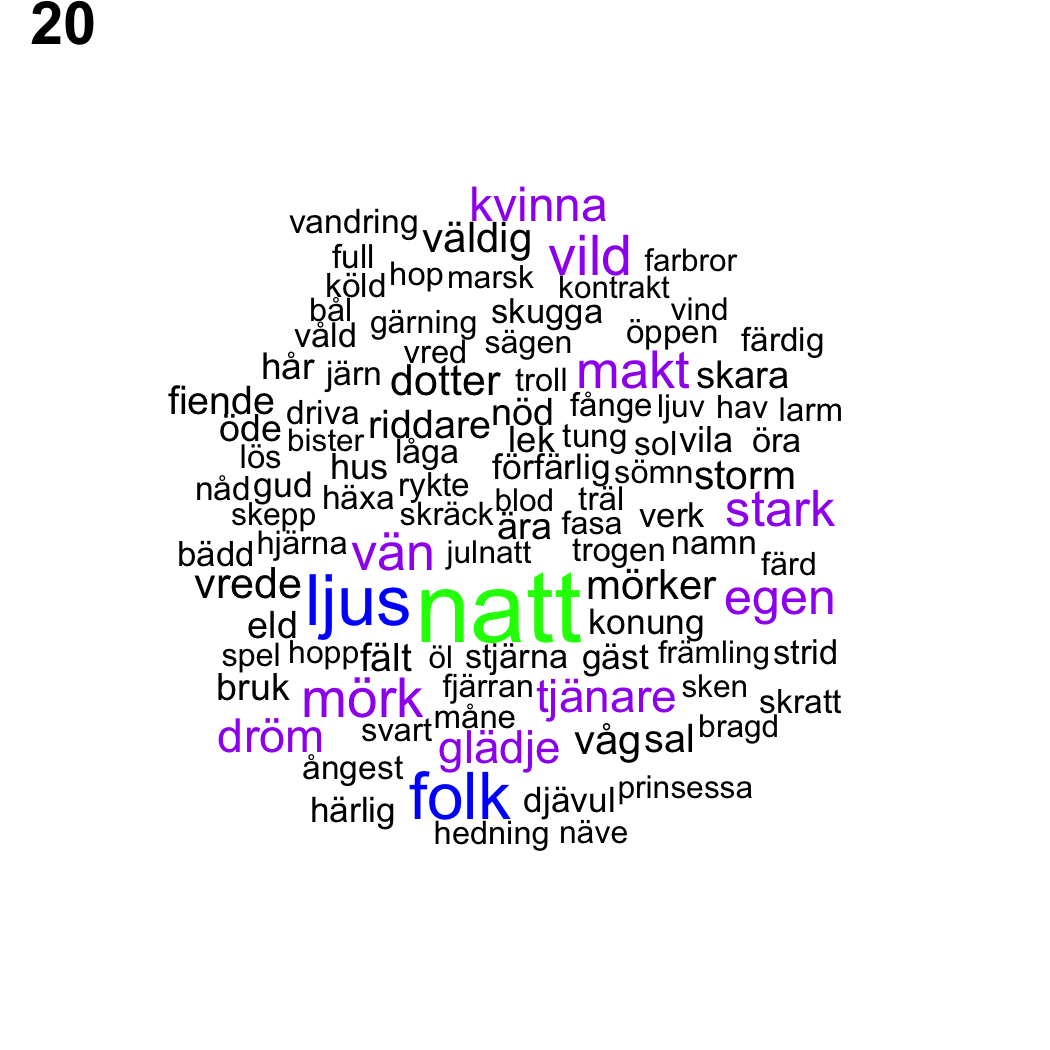 20
kvinna
vandring väldig
full vild farbror
köld hop marsk kontrakt
bål gärning skugga vind
våld vred sägen öppen färdig
hår järn dotter troll makt skara
fiende driva riddare nöd fånge ljuv hav larm
öde bister låga lek tung sol vila öra
lös hus förfärlig sömn storm
nåd gud häxa rykte blod träl stark
skepp skräck ära fasa verk
bädd hjärna vän julnatt trogen namn färd
vrede ljus natt mörker egen
eld konung
spel hopp fält öl stjärna gäst främling strid
bruk mörk fjärran tjänare sken skratt
dröm svart måne glädje våg sal bragd
ångest folk djävul prinsessa
härlig hedning näve